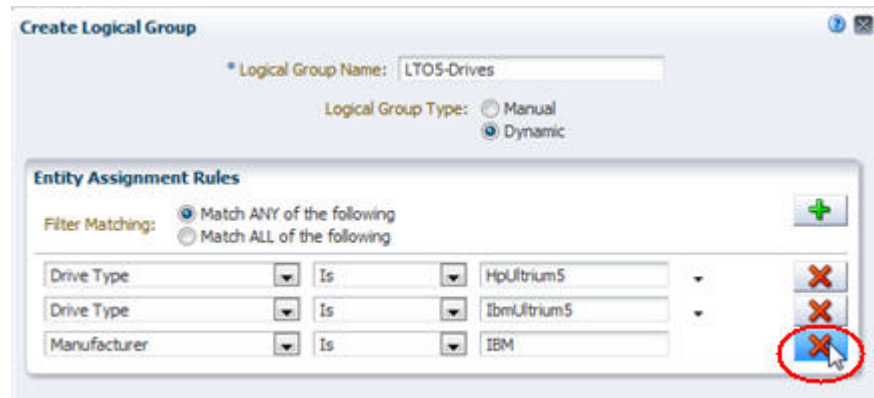 Create Logical Group
* Logical Group Name: LTO5-Drives
Logical Group Type: Manual
Dynamic
Entity Assignment Rules
Filter Matching: Match ANY of the following
Match ALL of the following
Drive Type Is HpUltrium5
Drive Type Is IbmUltrium5
Manufacturer Is IBM